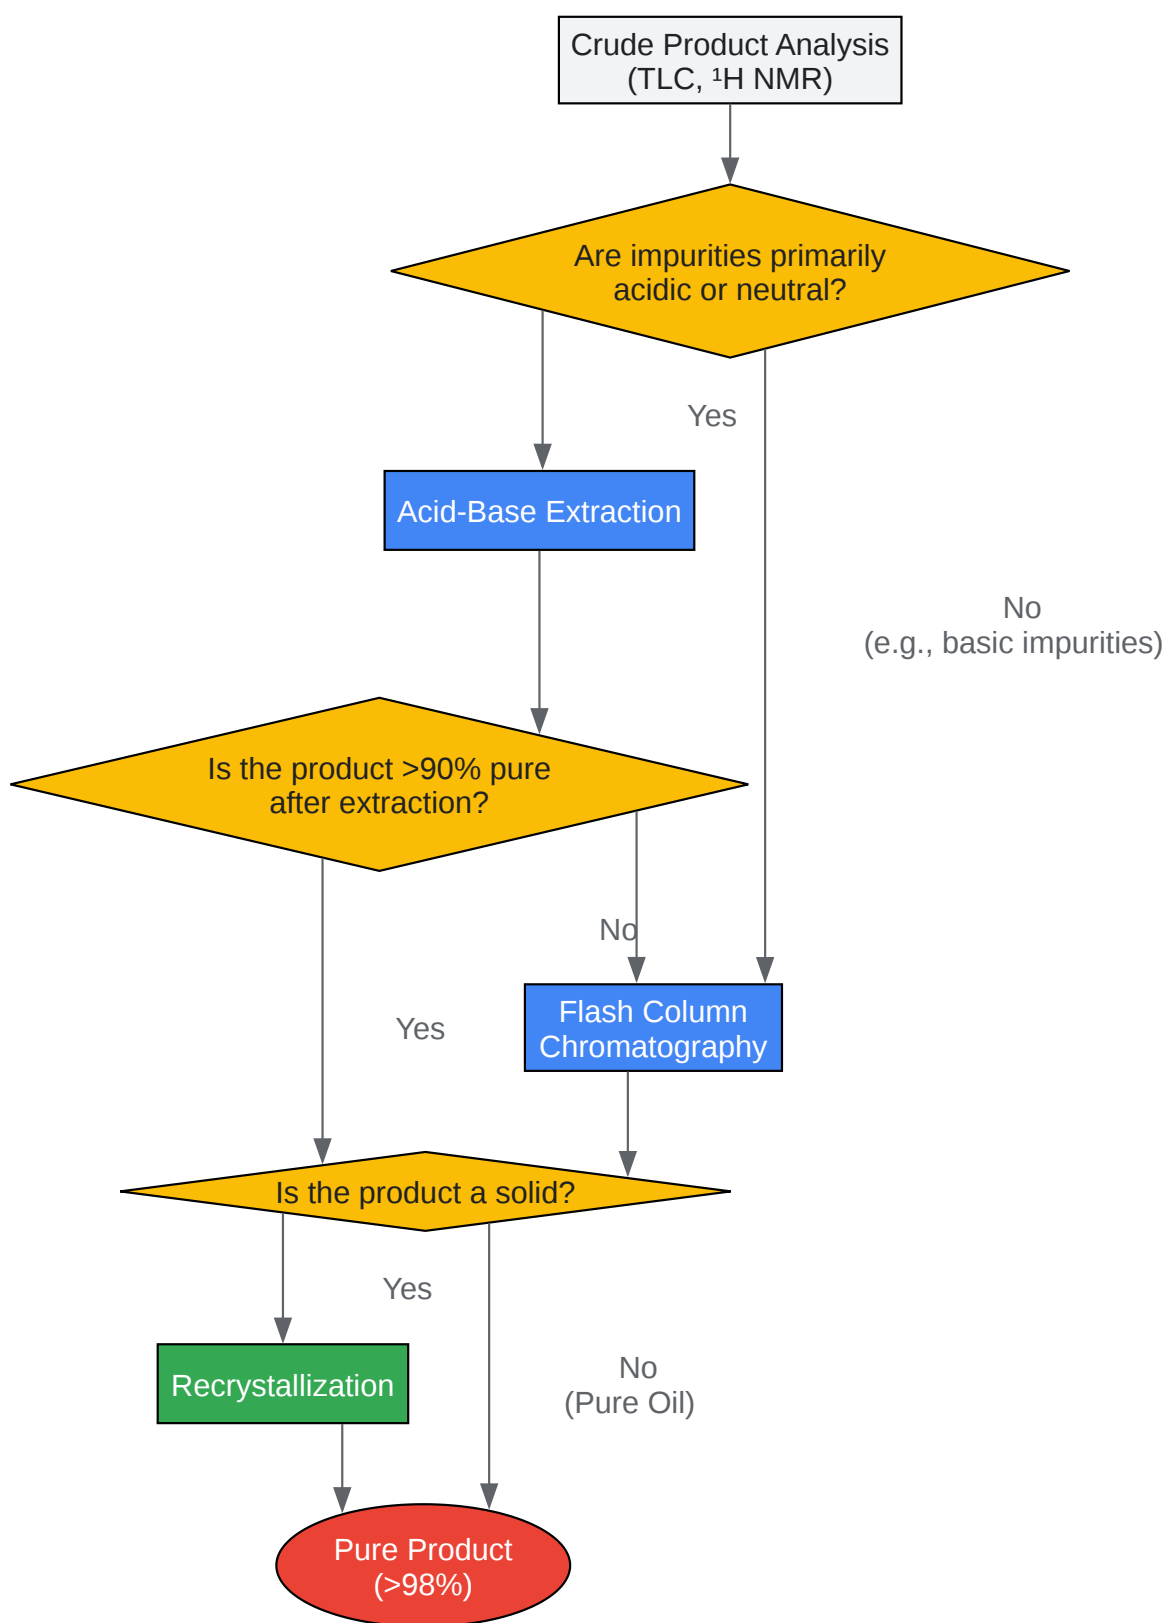 Crude Product Analysis
(TLC, ¹H NMR)
Are impurities primarily
acidic or neutral?
Yes
Acid-Base Extraction
No
(e.g., basic impurities)
Is the product >90% pure
after extraction?
No
Yes
Flash Column
Chromatography
Is the product a solid?
Yes
No
(Pure Oil)
Recrystallization
Pure Product
(>98%)